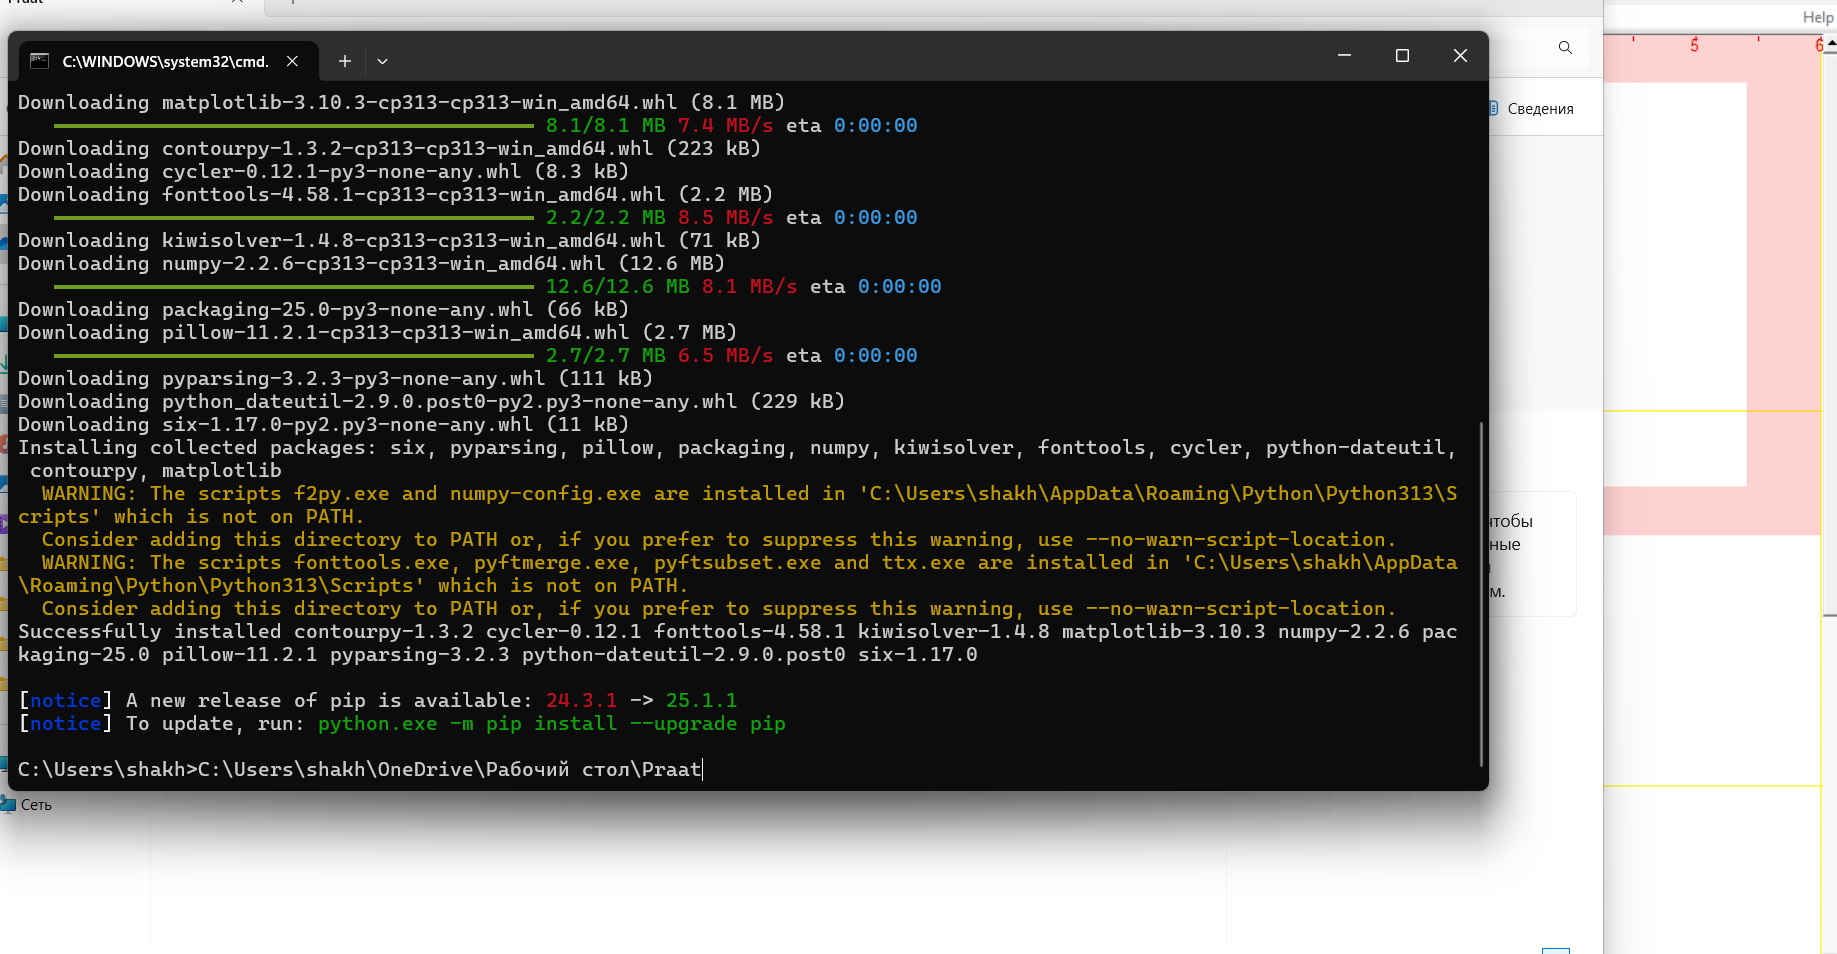 Help
5
6
C:\WINDOWS\system32\cmd.
Сведения
Downloading matplotlib-3.10.3-cp313-cp313-win_amd64.whl (8.1 MB)
8.1/8.1 MB 7.4 MB/s eta 0:00:00
Downloading contourpy-1.3.2-cp313-cp313-win_amd64.whl (223 kB)
Downloading cycler-0.12.1-py3-none-any.whl (8.3 kB)
Downloading fonttools-4.58.1-cp313-cp313-win_amd64.whl (2.2 MB)
2.2/2.2 MB 8.5 MB/s eta 0:00:00
Downloading kiwisolver-1.4.8-cp313-cp313-win_amd64.whl (71 kB)
Downloading numpy-2.2.6-cp313-cp313-win_amd64.whl (12.6 MB)
12.6/12.6 MB 8.1 MB/s eta 0:00:00
Downloading packaging-25.0-py3-none-any.whl (66 kB)
Downloading pillow-11.2.1-cp313-cp313-win_amd64.whl (2.7 MB)
2.7/2.7 MB 6.5 MB/s eta 0:00:00
Downloading pyparsing-3.2.3-py3-none-any.whl (111 kB)
Downloading python_dateutil-2.9.0.post0-py2.py3-none-any.whl (229 kB)
Downloading six-1.17.0-py2.py3-none-any.whl (11 kB)
Installing collected packages: six, pyparsing, pillow, packaging, numpy, kiwisolver, fonttools, cycler, python-dateutil,
contourpy, matplotlib
WARNING: The scripts f2py.exe and numpy-config.exe are installed in 'C:\Users\shakh\AppData\Roaming\Python\Python313\S
cripts' which is not on PATH.
Consider adding this directory to PATH or, if you prefer to suppress this warning, use --no-warn-script-location.
WARNING: The scripts fonttools.exe, pyftmerge.exe, pyftsubset.exe and ttx.exe are installed in 'C:\Users\shakh\AppData
\Roaming\Python\Python313\Scripts' which is not on PATH.
Consider adding this directory to PATH or, if you prefer to suppress this warning, use --no-warn-script-location.
Successfully installed contourpy-1.3.2 cycler-0.12.1 fonttools-4.58.1 kiwisolver-1.4.8 matplotlib-3.10.3 numpy-2.2.6 pac
kaging-25.0 pillow-11.2.1 pyparsing-3.2.3 python-dateutil-2.9.0.post0 six-1.17.0
[notice] A new release of pip is available: 24.3.1 -> 25.1.1
[notice] To update, run: python.exe -m pip install --upgrade pip
C:\Users\shakh>C:\Users\shakh\OneDrive\Рабочий стол\Praat
чтобы
ные
м.
Сеть